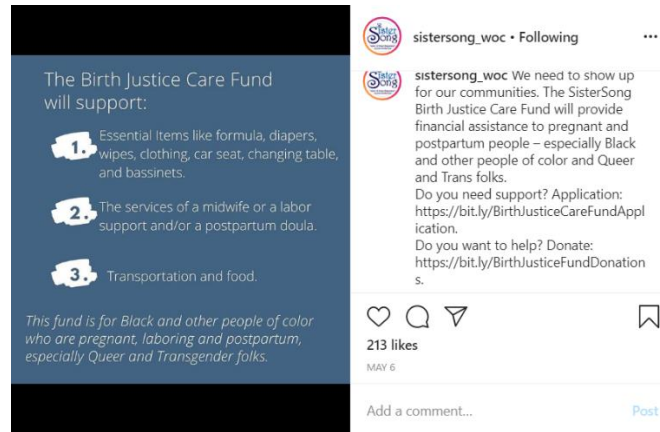 The Birth Justice Care Fund
will support:
1.
Essential Items like formula, diapers,
wipes, clothing, car seat, changing table,
and bassinets.
2.
The services of a midwife or a labor
support and/or a postpartum doula.
3.
Transportation and food.
This fund is for Black and other people of color
who are pregnant, laboring and postpartum,
especially Queer and Transgender folks.
Sister
Song
sistersong_woc • Following
Sister
Song
sistersong_woc We need to show up
for our communities. The SisterSong
Birth Justice Care Fund will provide
financial assistance to pregnant and
postpartum people – especially Black
and other people of color and Queer
and Trans folks.
Do you need support? Application:
https://bit.ly/BirthJusticeCareFundAppl
ication.
Do you want to help? Donate:
https://bit.ly/BirthJusticeFundDonation
s.
213 likes
MAY 6
Add a comment...
Post